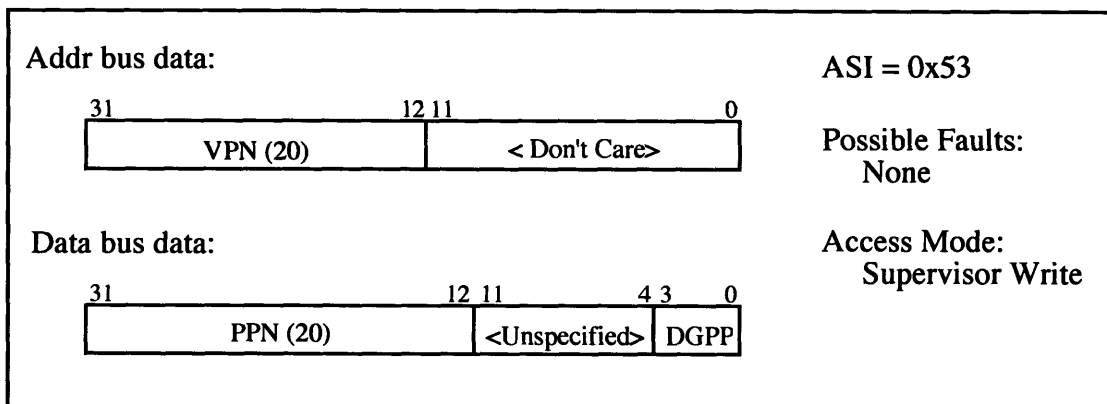 Addr bus data:
31 12 11 0
VPN (20) < Don't Care>
Data bus data:
31 12 11 4 3 0
PPN (20) <Unspecified> DGPP
ASI = 0x53
Possible Faults:
None
Access Mode:
Supervisor Write